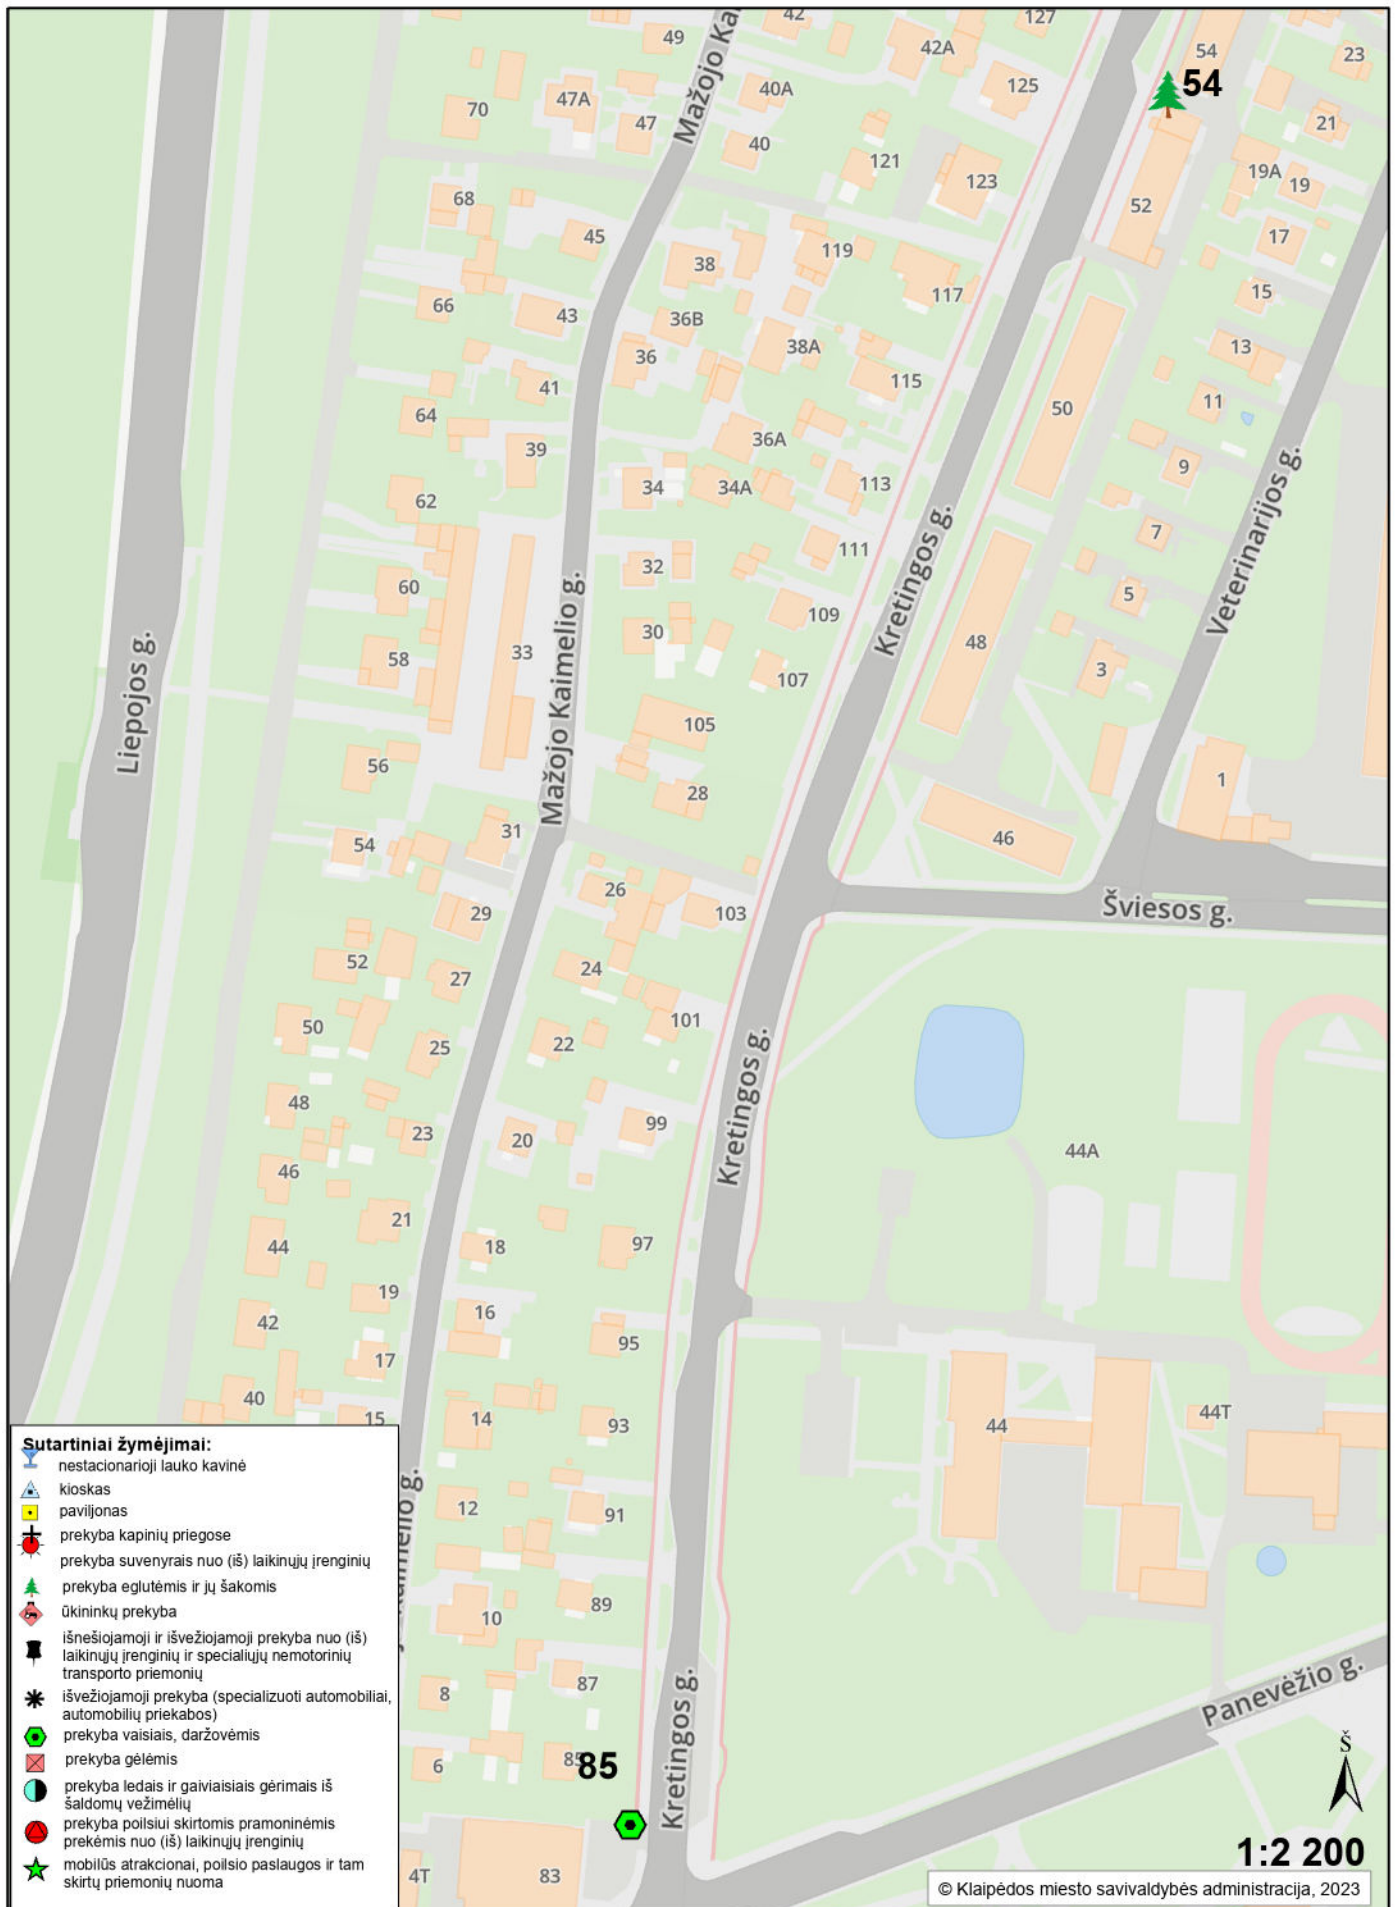 49
Mažojo Ka
42
42A
127
54
54
23
70
47A
47
40A
40
125
121
123
21
19A
19
52
17
68
45
38
119
117
15
66
43
36B
36
38A
115
13
11
64
41
39
36A
50
9
62
34
34A
113
7
Veterinarijos g.
60
32
111
Kretingos g.
5
58
33
30
109
48
3
Liepojos g.
Mažojo Kaimelio g.
107
105
56
28
1
54
31
46
26
29
103
Šviesos g.
52
27
24
50
101
25
22
Kretingos g.
48
23
20
99
44A
46
21
44
18
97
19
42
16
95
17
40
15
14
93
44
44T
Sutartiniai žymėjimai:
nestacionarioji lauko kavinė
kioskas
paviljonas
prekyba kapinių priegose
prekyba suvenyrais nuo (iš) laikinųjų įrenginių
prekyba eglutėmis ir jų šakomis
ūkininkų prekyba
išnešiojamoji ir išvežiojamoji prekyba nuo (iš)
laikinųjų įrenginių ir specialiųjų nemotorinių
transporto priemonių
išvežiojamoji prekyba (specializuoti automobiliai,
automobilių priekabos)
prekyba vaisiais, daržovėmis
prekyba gėlėmis
prekyba ledais ir gaiviaisiais gėrimais iš
šaldomų vežimėlių
prekyba poilsiui skirtomis pramoninėmis
prekėmis nuo (iš) laikinųjų įrenginių
mobilūs atrakcionai, poilsio paslaugos ir tam
skirtų priemonių nuoma
12
91
10
89
8
87
6
85
85
4T
83
Kretingos g.
Panevėžio g.
Š
1:2 200
© Klaipėdos miesto savivaldybės administracija, 2023